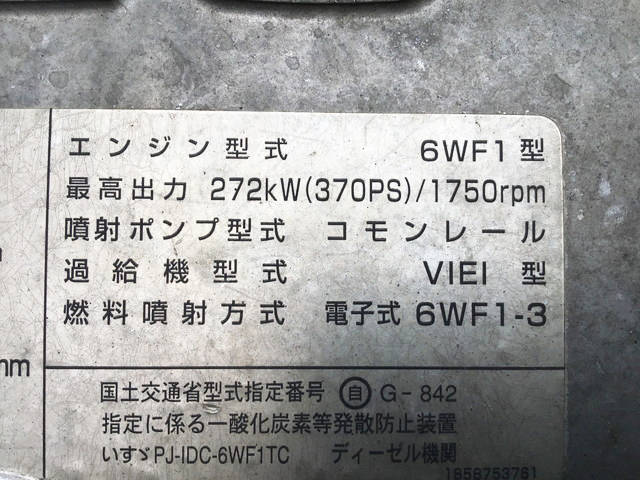 エンジン型式 6WF1型
最高出力 272kW(370PS)/1750rpm
噴射ポンプ型式 コモンレール
過給機型式 VIEI 型
燃料噴射方式 電子式 6WF1-3
mm
国土交通省型式指定番号 自 G-842
指定に係る一酸化炭素等発散防止装置
いすゞPJ-IDC-6WF1TC ディーゼル機関
1858753761